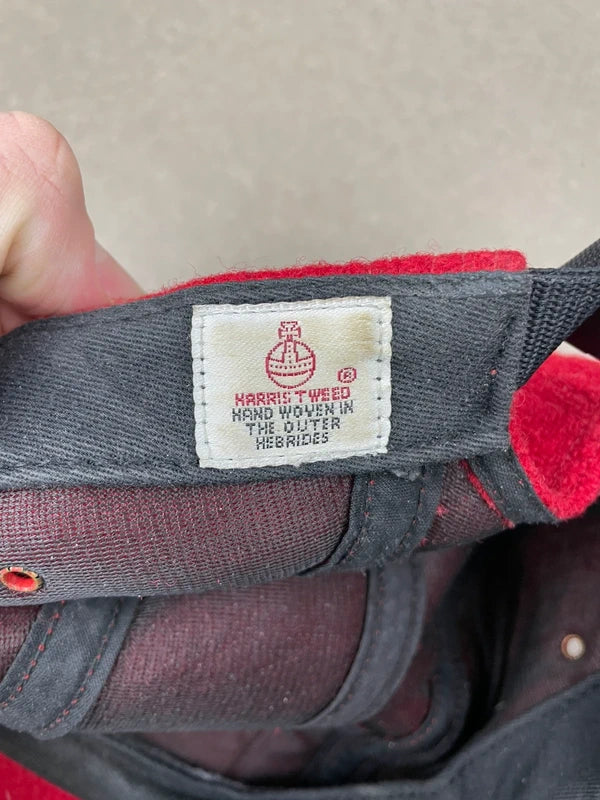 ®
HARRIS TWEED
HAND WOVEN IN
THE OUTER
HEBRIDES